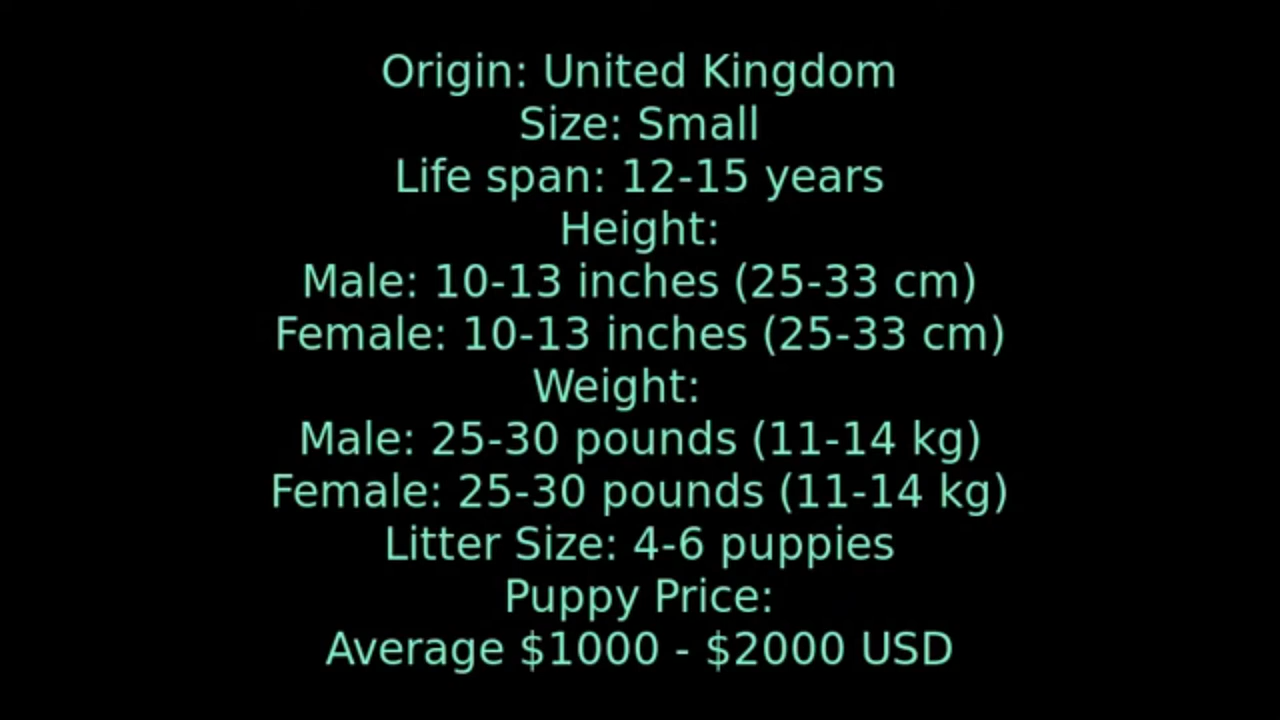 Origin: United Kingdom
Size: Small
Life span: 12-15 years
Height:
Male: 10-13 inches (25-33 cm)
Female: 10-13 inches (25-33 cm)
Weight:
Male: 25-30 pounds (11-14 kg)
Female: 25-30 pounds (11-14 kg)
Litter Size: 4-6 puppies
Puppy Price:
Average $1000 - $2000 USD